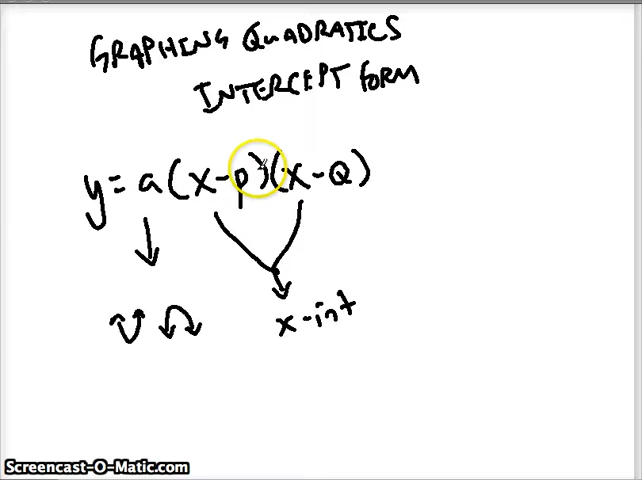 GRAPHING QUADRATICS
INTERCEPT FORM
y = a(x-p)(x-Q)
x-int
Screencast-O-Matic.com